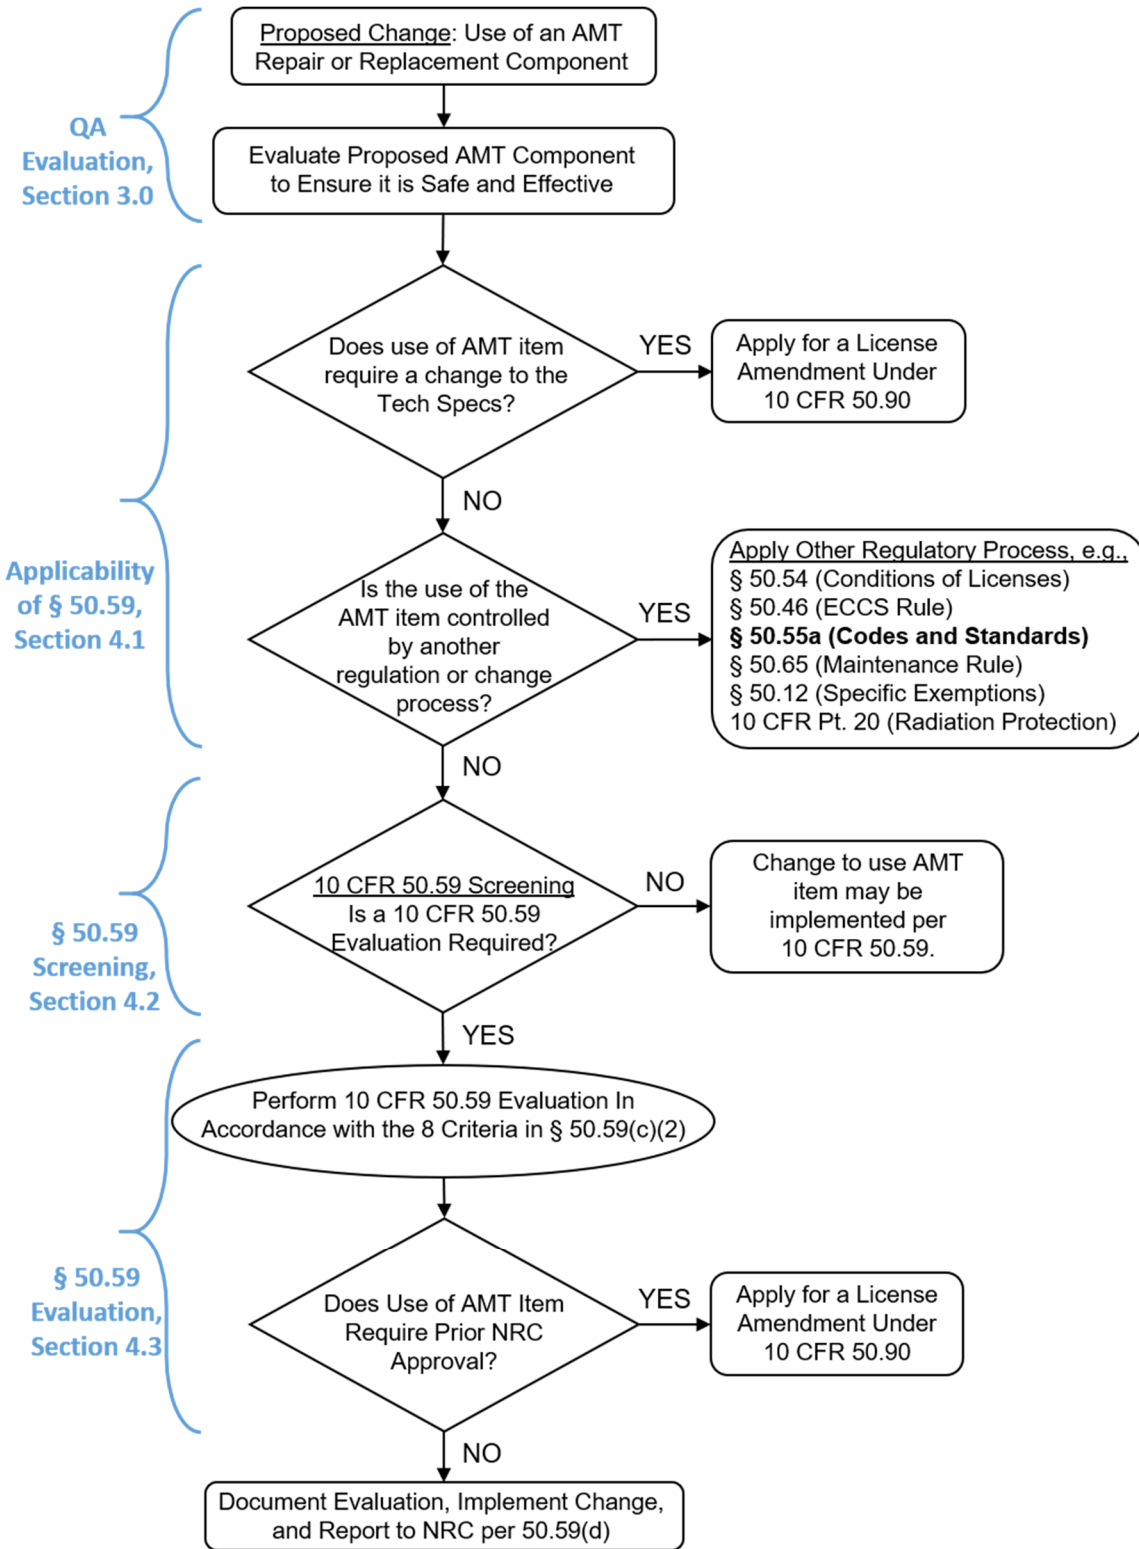 Proposed Change: Use of an AMT
Repair or Replacement Component
QA
Evaluation,
Section 3.0
Evaluate Proposed AMT Component
to Ensure it is Safe and Effective
Does use of AMT item
require a change to the
Tech Specs?
YES
Apply for a License
Amendment Under
10 CFR 50.90
NO
Applicability
of § 50.59,
Section 4.1
Is the use of the
AMT item controlled
by another
regulation or change
process?
YES
Apply Other Regulatory Process, e.g.,
§ 50.54 (Conditions of Licenses)
§ 50.46 (ECCS Rule)
§ 50.55a (Codes and Standards)
§ 50.65 (Maintenance Rule)
§ 50.12 (Specific Exemptions)
10 CFR Pt. 20 (Radiation Protection)
NO
§ 50.59
Screening,
Section 4.2
10 CFR 50.59 Screening
Is a 10 CFR 50.59
Evaluation Required?
NO
Change to use AMT
item may be
implemented per
10 CFR 50.59.
YES
Perform 10 CFR 50.59 Evaluation In
Accordance with the 8 Criteria in § 50.59(c)(2)
§ 50.59
Evaluation,
Section 4.3
Does Use of AMT Item
Require Prior NRC
Approval?
YES
Apply for a License
Amendment Under
10 CFR 50.90
NO
Document Evaluation, Implement Change,
and Report to NRC per 50.59(d)